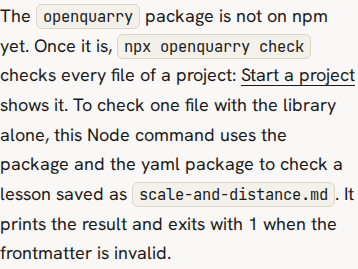 The openquarry package is not on npm
yet. Once it is, npx openquarry check
checks every file of a project: Start a project
shows it. To check one file with the library
alone, this Node command uses the
package and the yaml package to check a
lesson saved as scale-and-distance.md. It
prints the result and exits with 1 when the
frontmatter is invalid.